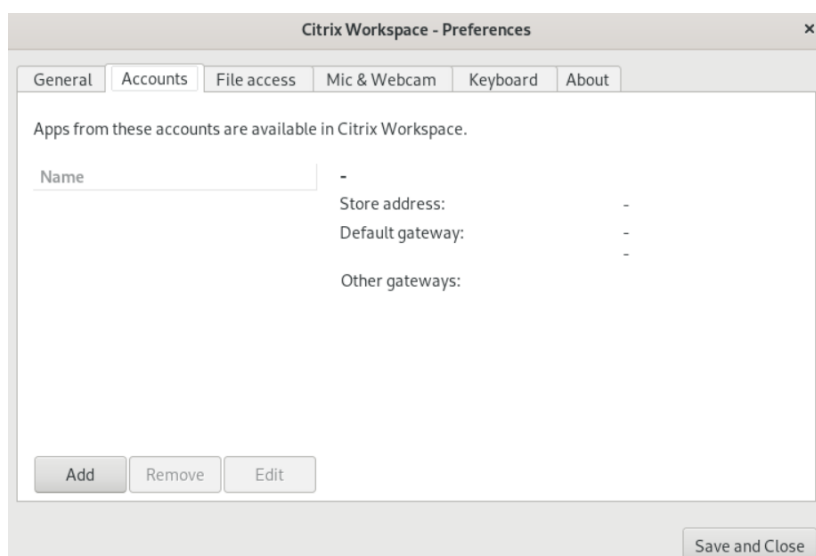 Citrix Workspace - Preferences ×
General Accounts File access Mic & Webcam Keyboard About
Apps from these accounts are available in Citrix Workspace.
Name -
Store address: -
Default gateway: -
-
Other gateways:
Add Remove Edit
Save and Close